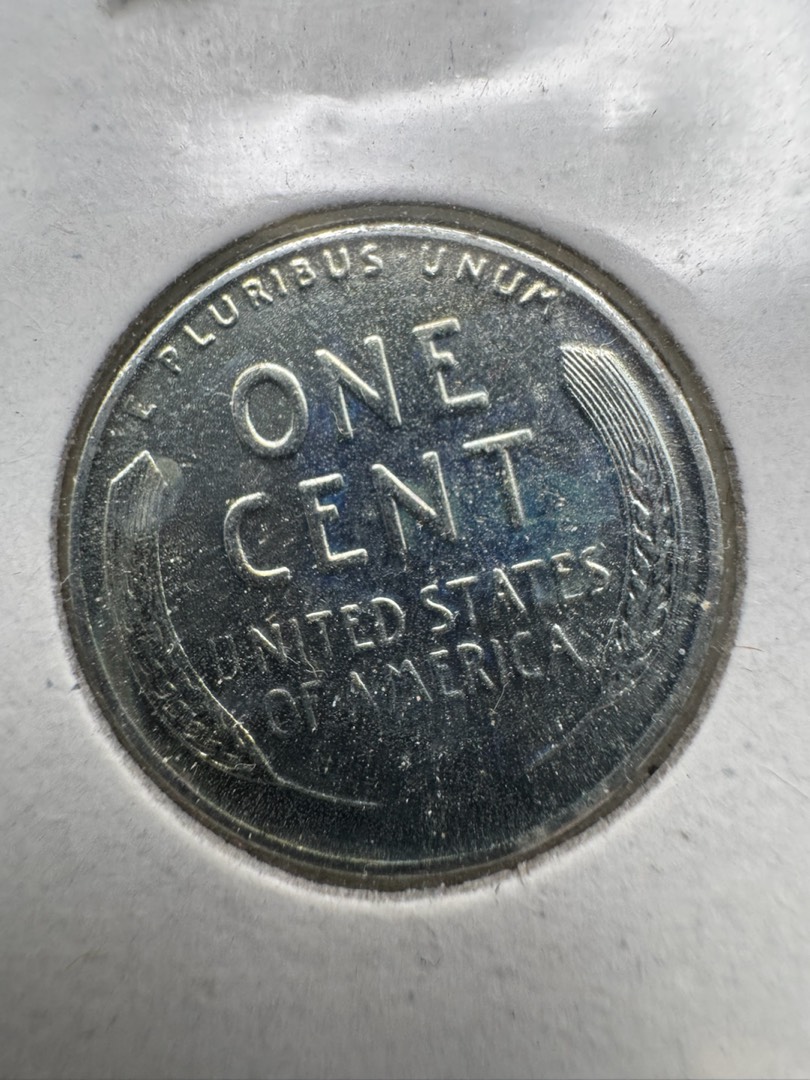 E PLURIBUS · UNUM
ONE
CENT
UNITED STATES
OF AMERICA